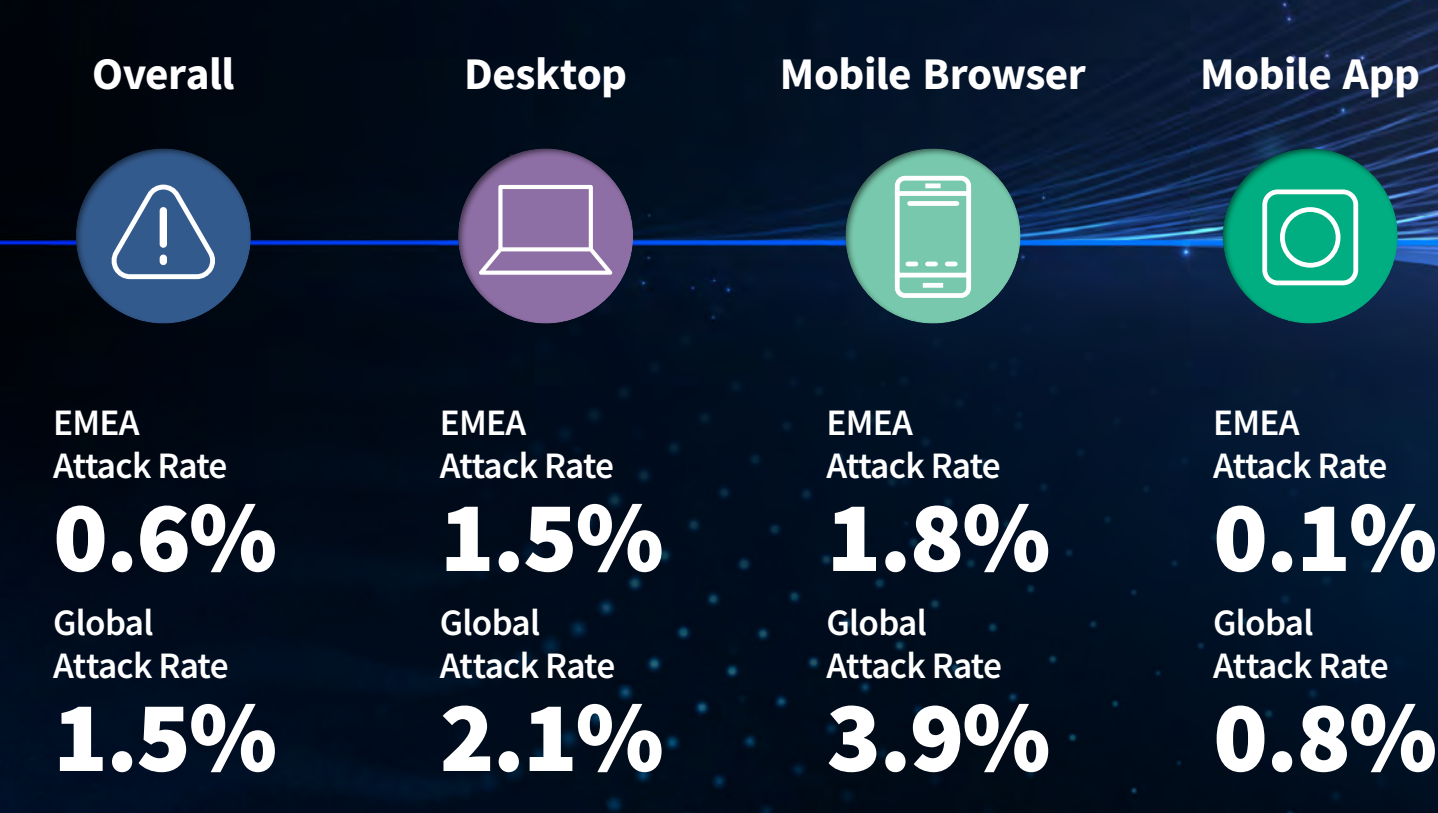 Overall
EMEA
Attack Rate
0.6%
Global
Attack Rate
1.5%
Desktop
EMEA
Attack Rate
1.5%
Global
Attack Rate
2.1%
Mobile Browser
EMEA
Attack Rate
1.8%
Global
Attack Rate
3.9%
Mobile App
EMEA
Attack Rate
0.1%
Global
Attack Rate
0.8%